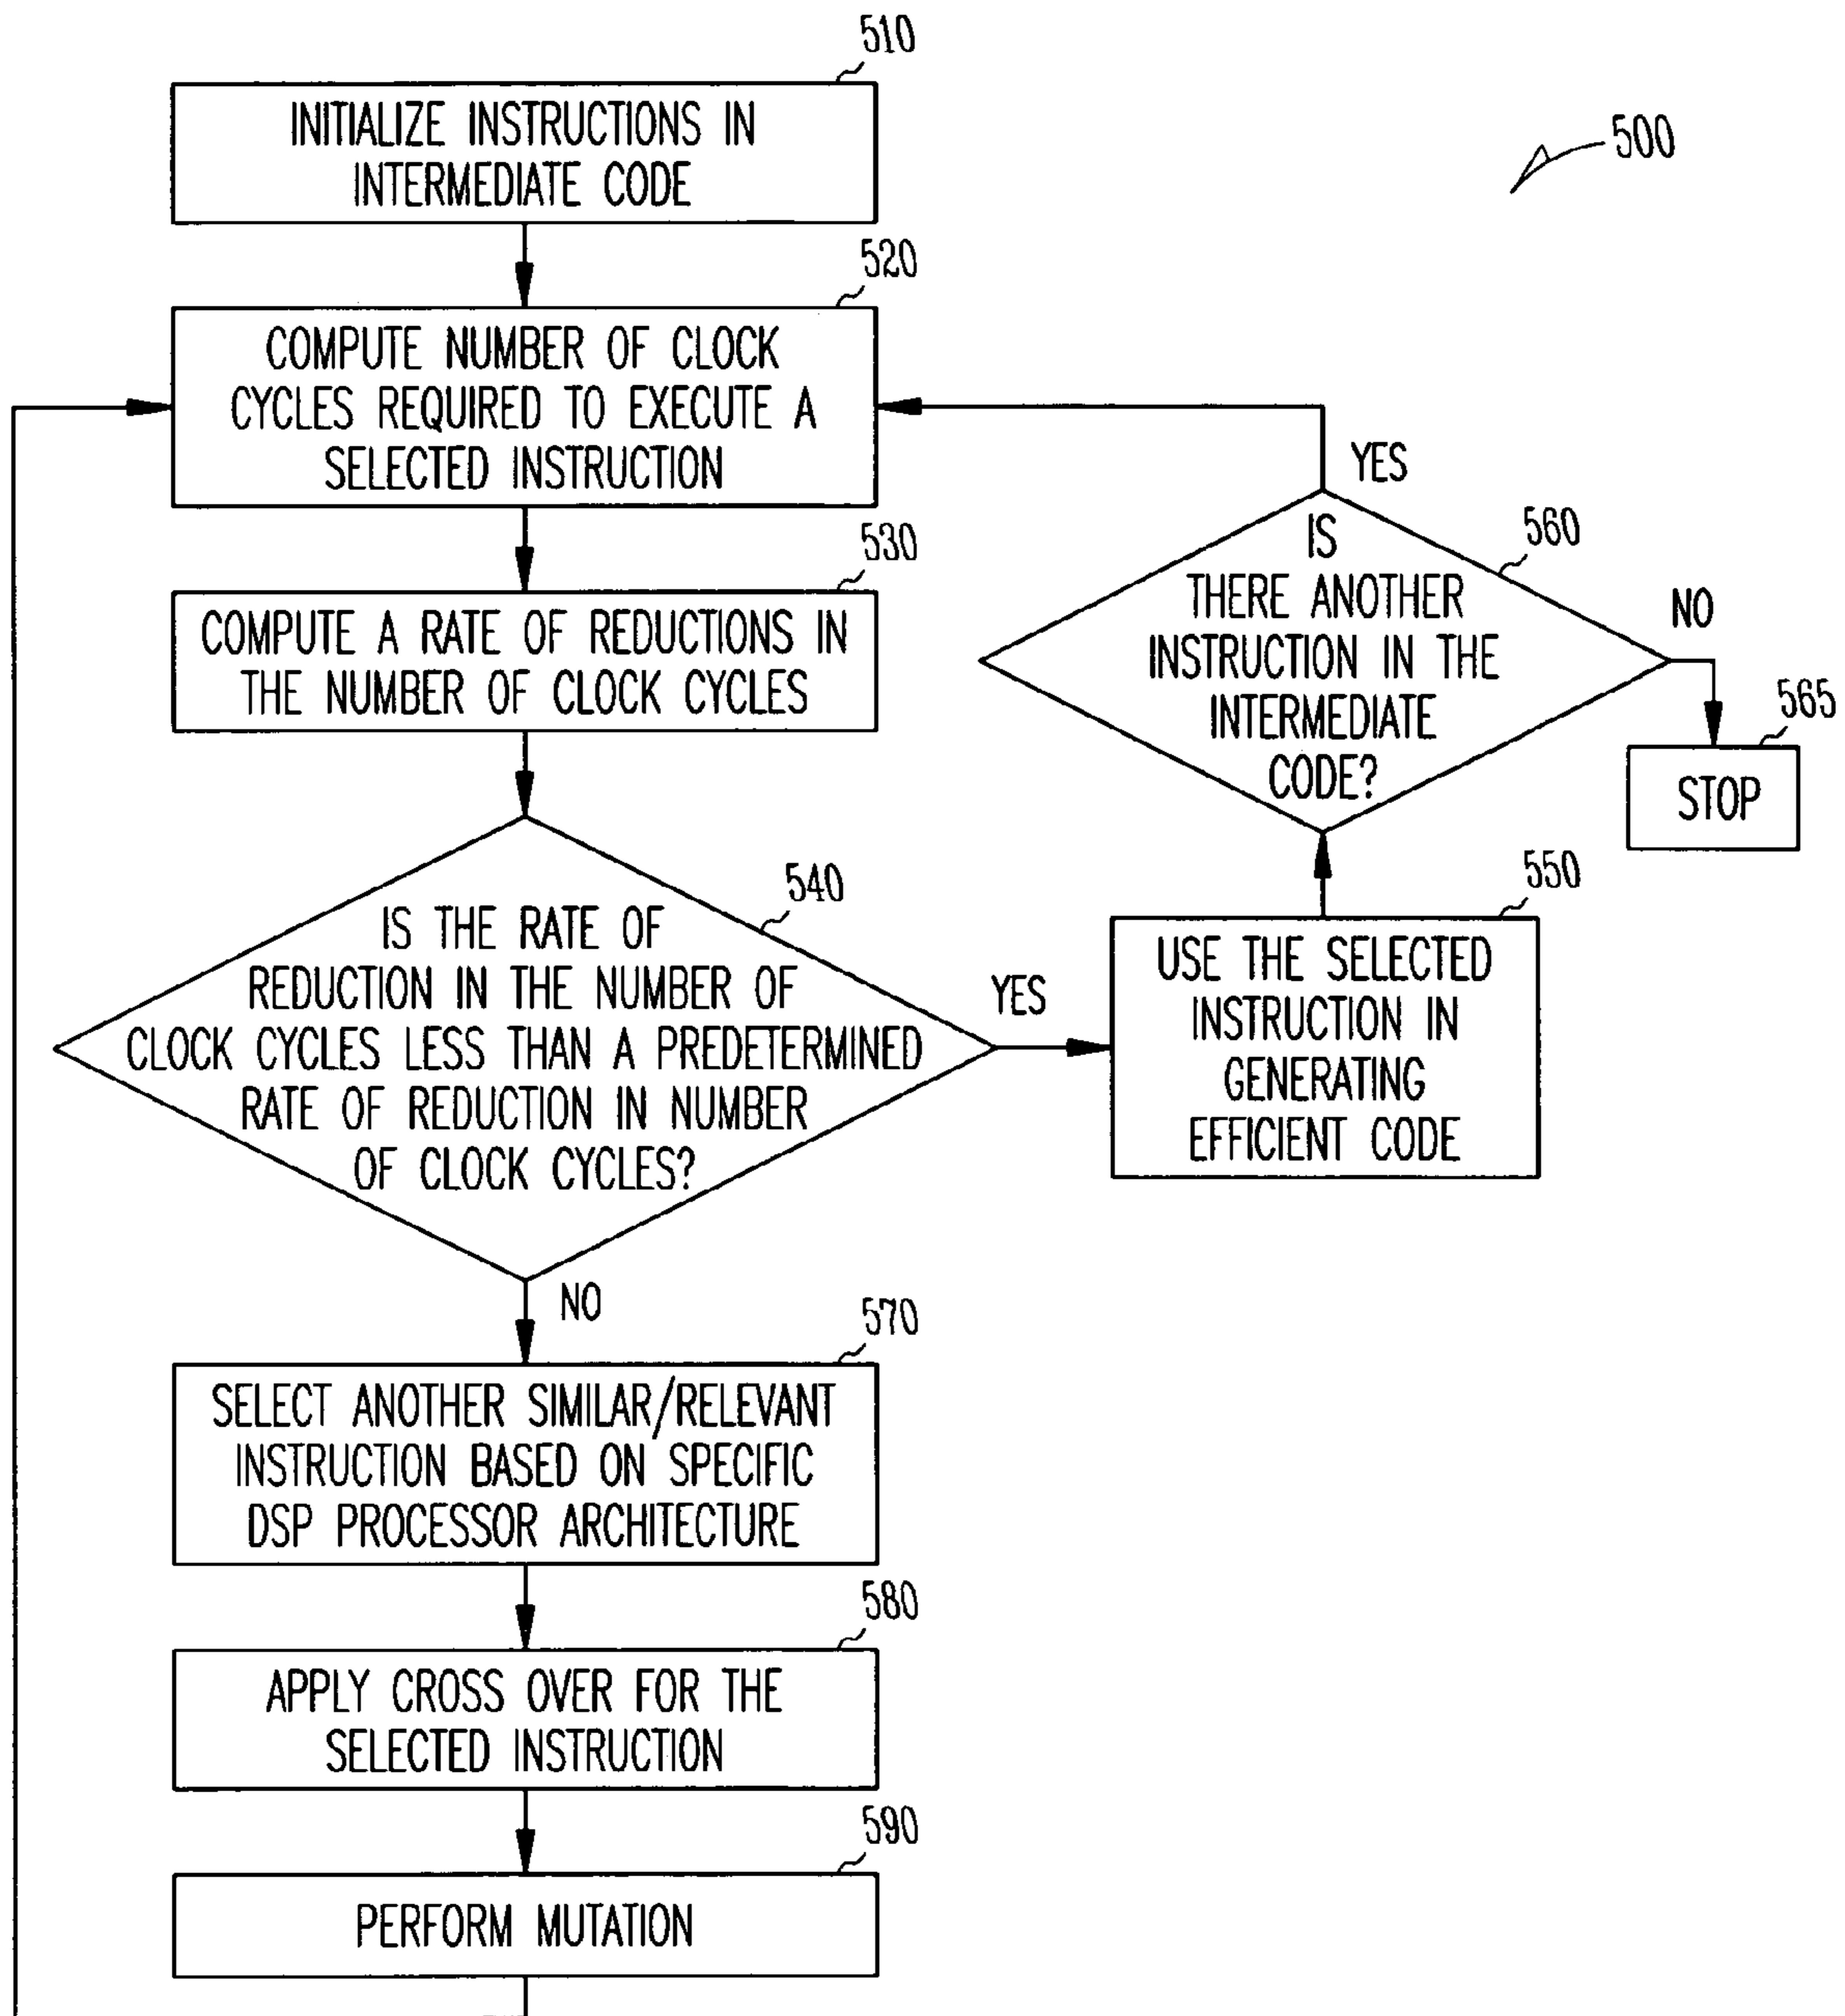 510
INITIALIZE INSTRUCTIONS IN
INTERMEDIATE CODE
500
520
COMPUTE NUMBER OF CLOCK
CYCLES REQUIRED TO EXECUTE A
SELECTED INSTRUCTION
530
COMPUTE A RATE OF REDUCTIONS IN
THE NUMBER OF CLOCK CYCLES
540
IS THE RATE OF
REDUCTION IN THE NUMBER OF
CLOCK CYCLES LESS THAN A PREDETERMINED
RATE OF REDUCTION IN NUMBER
OF CLOCK CYCLES?
YES
550
USE THE SELECTED
INSTRUCTION IN
GENERATING
EFFICIENT CODE
560
IS
THERE ANOTHER
INSTRUCTION IN THE
INTERMEDIATE
CODE?
YES
NO
565
STOP
NO
570
SELECT ANOTHER SIMILAR/RELEVANT
INSTRUCTION BASED ON SPECIFIC
DSP PROCESSOR ARCHITECTURE
580
APPLY CROSS OVER FOR THE
SELECTED INSTRUCTION
590
PERFORM MUTATION